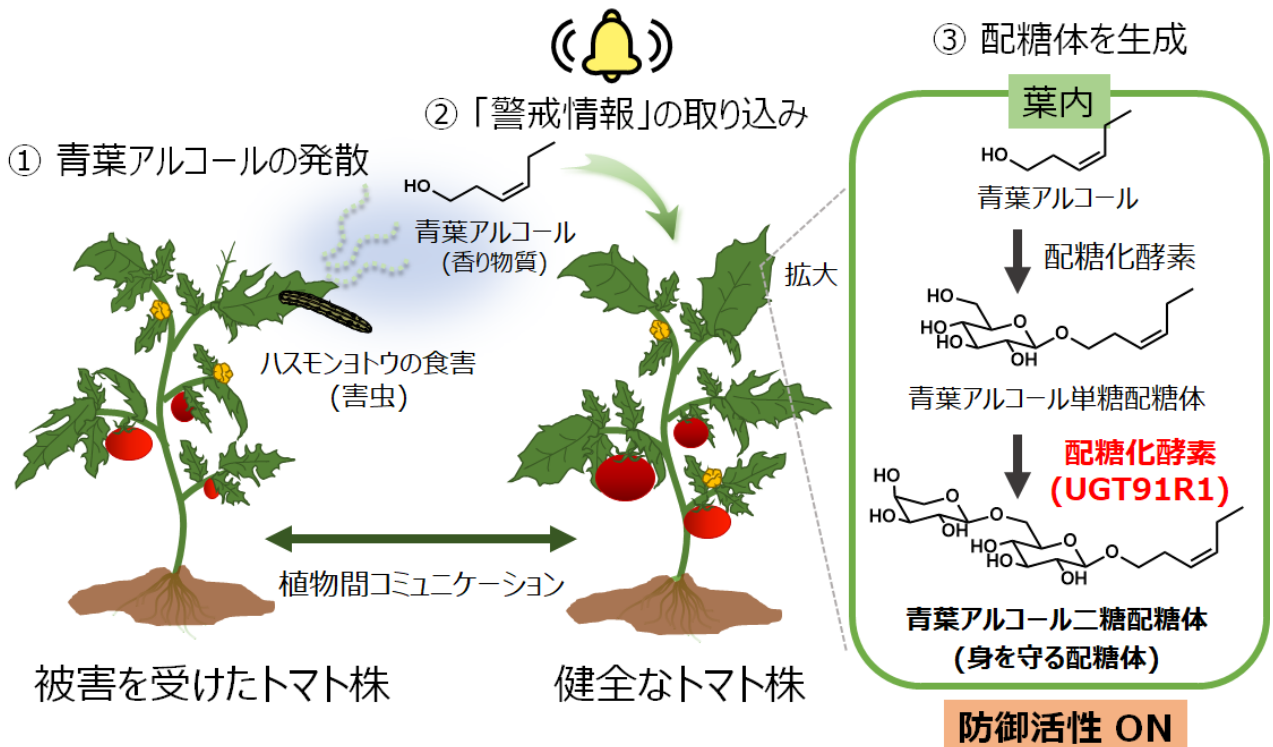 ① 青葉アルコールの発散
② 「警戒情報」の取り込み
HO
青葉アルコール
(香り物質)
ハスモンヨトウの食害
(害虫)
植物間コミュニケーション
被害を受けたトマト株
健全なトマト株
拡大
③ 配糖体を生成
葉内
HO
青葉アルコール
配糖化酵素
HO
HO
HO
O
O
OH
青葉アルコール単糖配糖体
配糖化酵素
(UGT91R1)
HO
HO
O
OH
O
HO
HO
O
O
OH
青葉アルコール二糖配糖体
(身を守る配糖体)
防御活性 ON